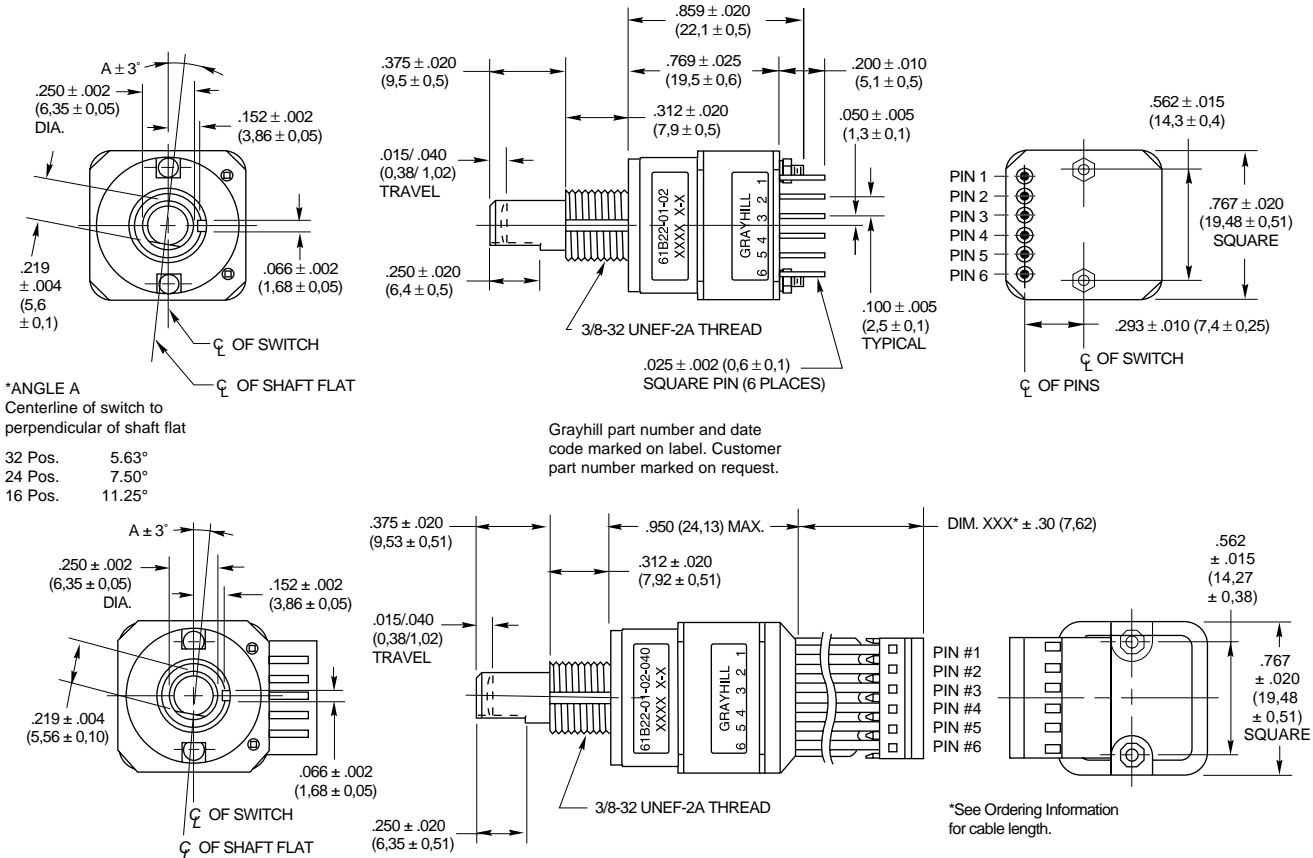 A ± 3°
.250 ± .002
(6,35 ± 0,05)
DIA.
.152 ± .002
(3,86 ± 0,05)
.219
± .004
(5,6
± 0,1)
.066 ± .002
(1,68 ± 0,05)
℄ OF SWITCH
℄ OF SHAFT FLAT
*ANGLE A
Centerline of switch to
perpendicular of shaft flat
32 Pos. 5.63°
24 Pos. 7.50°
16 Pos. 11.25°
.859 ± .020
(22,1 ± 0,5)
.375 ± .020
(9,5 ± 0,5)
.769 ± .025
(19,5 ± 0,6)
.200 ± .010
(5,1 ± 0,5)
.312 ± .020
(7,9 ± 0,5)
.050 ± .005
(1,3 ± 0,1)
.015/ .040
(0,38/ 1,02)
TRAVEL
61B22-01-02
XXXX X-X
GRAYHILL
6 5 4 3 2 1
.250 ± .020
(6,4 ± 0,5)
3/8-32 UNEF-2A THREAD
.100 ± .005
(2,5 ± 0,1)
TYPICAL
.025 ± .002 (0,6 ± 0,1)
SQUARE PIN (6 PLACES)
.562 ± .015
(14,3 ± 0,4)
PIN 1
PIN 2
PIN 3
PIN 4
PIN 5
PIN 6
.767 ± .020
(19,48 ± 0,51)
SQUARE
.293 ± .010 (7,4 ± 0,25)
℄ OF SWITCH
℄ OF PINS
Grayhill part number and date
code marked on label. Customer
part number marked on request.
A ± 3°
.250 ± .002
(6,35 ± 0,05)
DIA.
.152 ± .002
(3,86 ± 0,05)
.219 ± .004
(5,56 ± 0,10)
.066 ± .002
(1,68 ± 0,05)
℄ OF SWITCH
℄ OF SHAFT FLAT
.375 ± .020
(9,53 ± 0,51)
.950 (24,13) MAX.
DIM. XXX* ± .30 (7,62)
.312 ± .020
(7,92 ± 0,51)
.015/.040
(0,38/1,02)
TRAVEL
61B22-01-02-040
XXXX X-X
GRAYHILL
6 5 4 3 2 1
PIN #1
PIN #2
PIN #3
PIN #4
PIN #5
PIN #6
3/8-32 UNEF-2A THREAD
.250 ± .020
(6,35 ± 0,51)
.562
± .015
(14,27
± 0,38)
.767
± .020
(19,48
± 0,51)
SQUARE
*See Ordering Information
for cable length.